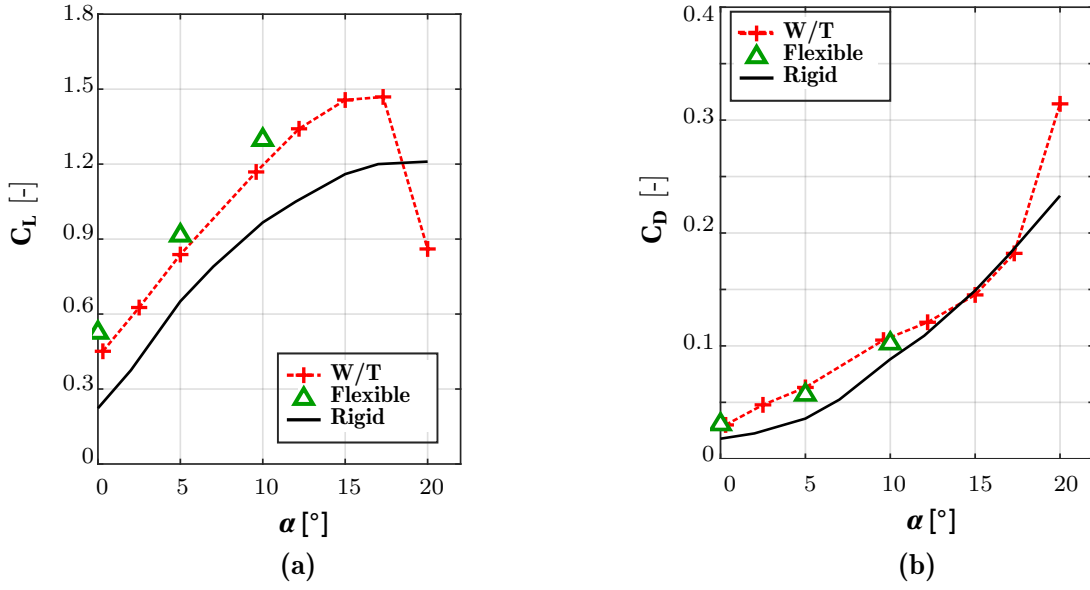 1.8
1.5
1.2
0.9
0.6
0.3
0
C_L [-]
0 5 10 15 20
α [°]
W/T
Flexible
Rigid
(a)
0.4
0.3
0.2
0.1
0
C_D [-]
0 5 10 15 20
α [°]
W/T
Flexible
Rigid
(b)